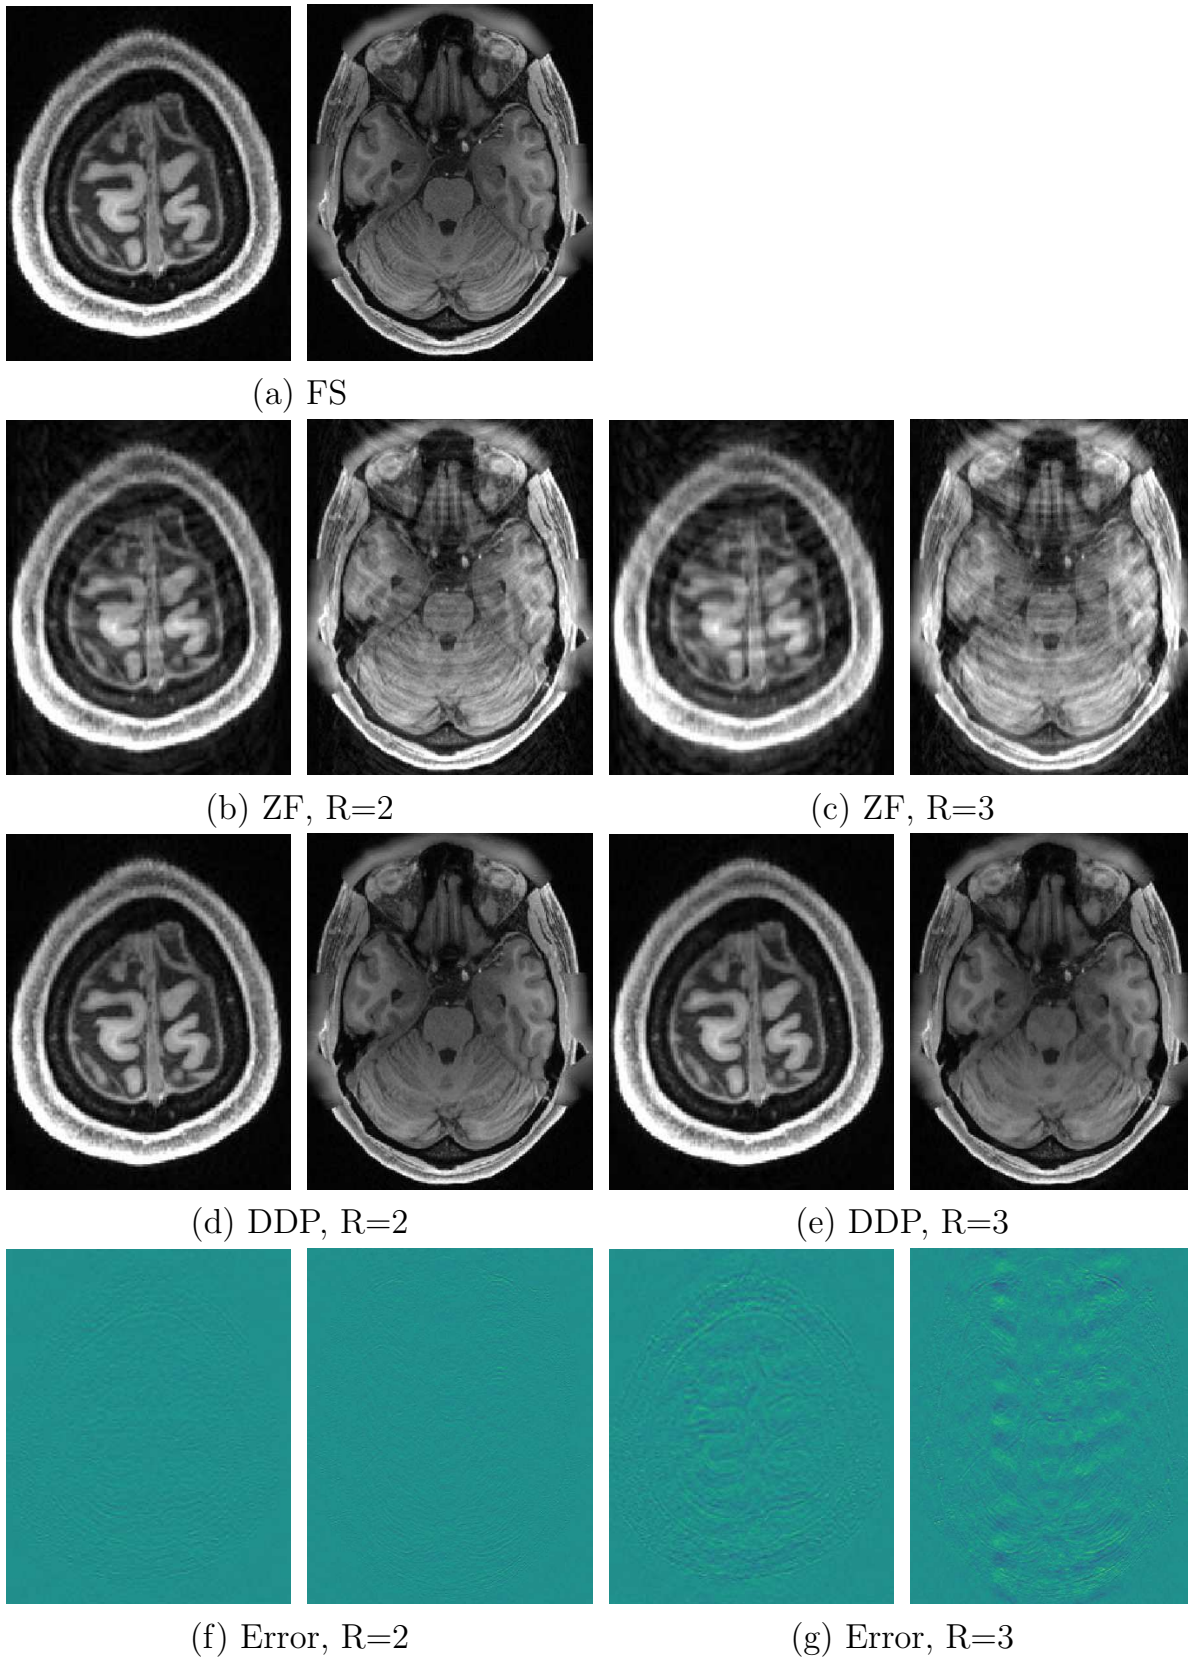 (a) FS
(b) ZF, R=2
(c) ZF, R=3
(d) DDP, R=2
(e) DDP, R=3
(f) Error, R=2
(g) Error, R=3